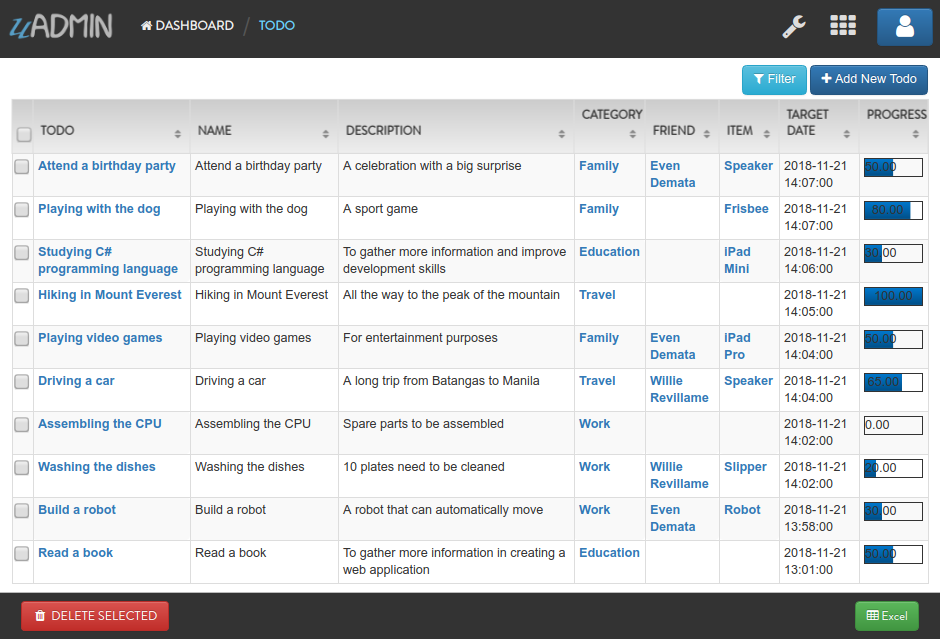 uADMIN
DASHBOARD / TODO
Filter
+ Add New Todo
TODO NAME DESCRIPTION CATEGORY FRIEND ITEM TARGET DATE PROGRESS
Attend a birthday party Attend a birthday party A celebration with a big surprise Family Even Demata Speaker 2018-11-21 14:07:00 50.00
Playing with the dog Playing with the dog A sport game Family Frisbee 2018-11-21 14:07:00 80.00
Studying C# programming language Studying C# programming language To gather more information and improve development skills Education iPad Mini 2018-11-21 14:06:00 30.00
Hiking in Mount Everest Hiking in Mount Everest All the way to the peak of the mountain Travel 2018-11-21 14:05:00 100.00
Playing video games Playing video games For entertainment purposes Family Even Demata iPad Pro 2018-11-21 14:04:00 50.00
Driving a car Driving a car A long trip from Batangas to Manila Travel Willie Revillame Speaker 2018-11-21 14:04:00 65.00
Assembling the CPU Assembling the CPU Spare parts to be assembled Work 2018-11-21 14:02:00 0.00
Washing the dishes Washing the dishes 10 plates need to be cleaned Work Willie Revillame Slipper 2018-11-21 14:02:00 20.00
Build a robot Build a robot A robot that can automatically move Work Even Demata Robot 2018-11-21 13:58:00 30.00
Read a book Read a book To gather more information in creating a web application Education 2018-11-21 13:01:00 50.00
DELETE SELECTED
Excel